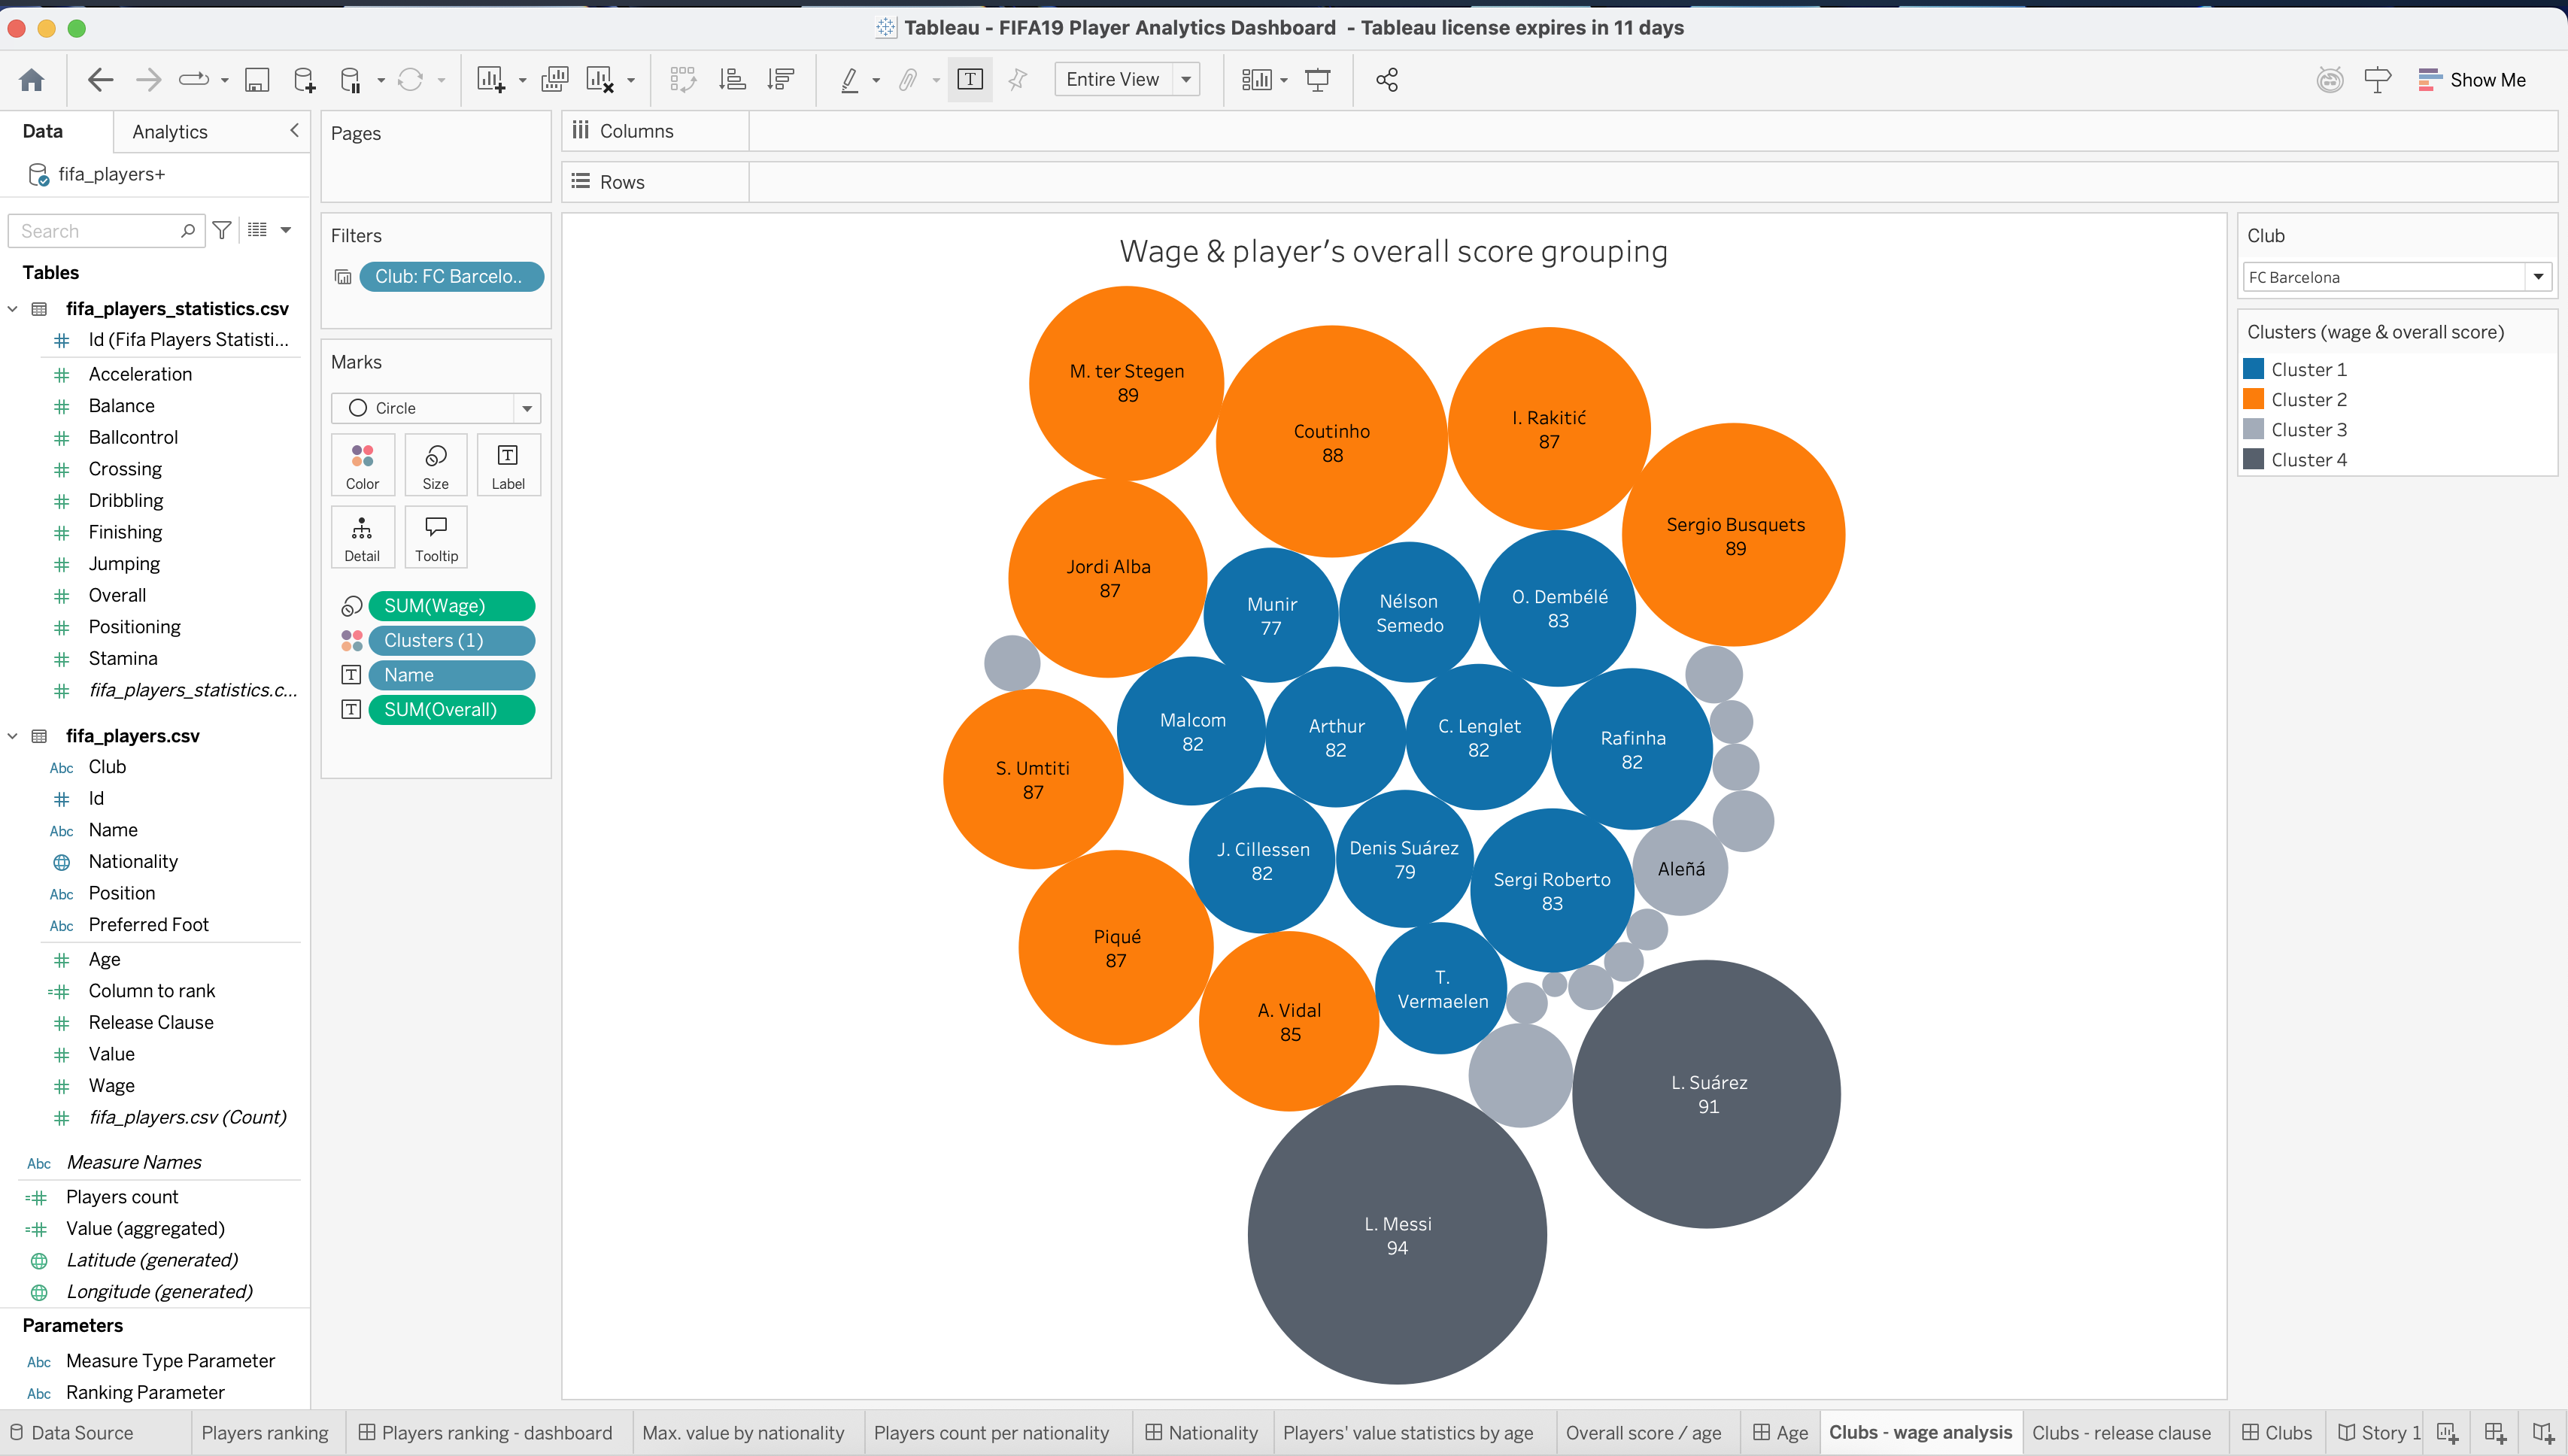 Tableau - FIFA19 Player Analytics Dashboard - Tableau license expires in 11 days
Entire View
Show Me
Data
Analytics
fifa_players+
Search
Tables
fifa_players_statistics.csv
Id (Fifa Players Statisti...
Acceleration
Balance
Ballcontrol
Crossing
Dribbling
Finishing
Jumping
Overall
Positioning
Stamina
fifa_players_statistics.c...
fifa_players.csv
Abc Club
Id
Abc Name
Nationality
Abc Position
Abc Preferred Foot
Age
Column to rank
Release Clause
Value
Wage
fifa_players.csv (Count)
Abc Measure Names
Players count
Value (aggregated)
Latitude (generated)
Longitude (generated)
Parameters
Abc Measure Type Parameter
Abc Ranking Parameter
Pages
Filters
Club: FC Barcelo..
Marks
Circle
Color
Size
T
Label
Detail
Tooltip
SUM(Wage)
Clusters (1)
T Name
T SUM(Overall)
Columns
Rows
Wage & player's overall score grouping
M. ter Stegen
89
Coutinho
88
I. Rakitić
87
Sergio Busquets
89
Jordi Alba
87
Munir
77
Nélson
Semedo
O. Dembélé
83
Malcom
82
Arthur
82
C. Lenglet
82
Rafinha
82
S. Umtiti
87
J. Cillessen
82
Denis Suárez
79
Sergi Roberto
83
Aleñá
Piqué
87
A. Vidal
85
T.
Vermaelen
L. Suárez
91
L. Messi
94
Club
FC Barcelona
Clusters (wage & overall score)
Cluster 1
Cluster 2
Cluster 3
Cluster 4
Data Source
Players ranking
Players ranking - dashboard
Max. value by nationality
Players count per nationality
Nationality
Players' value statistics by age
Overall score / age
Age
Clubs - wage analysis
Clubs - release clause
Clubs
Story 1